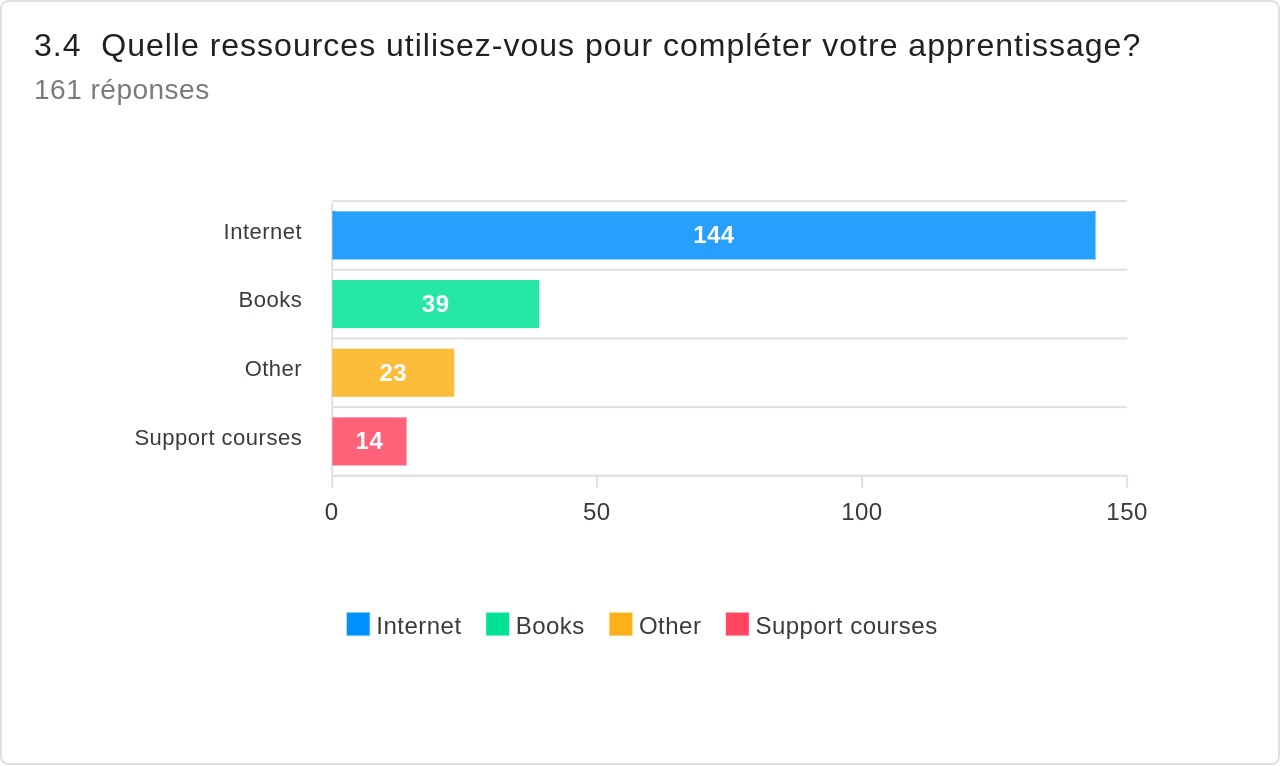 3.4 Quelle ressources utilisez-vous pour compléter votre apprentissage?
161 réponses
Internet 144
Books 39
Other 23
Support courses 14
0 50 100 150
Internet Books Other Support courses